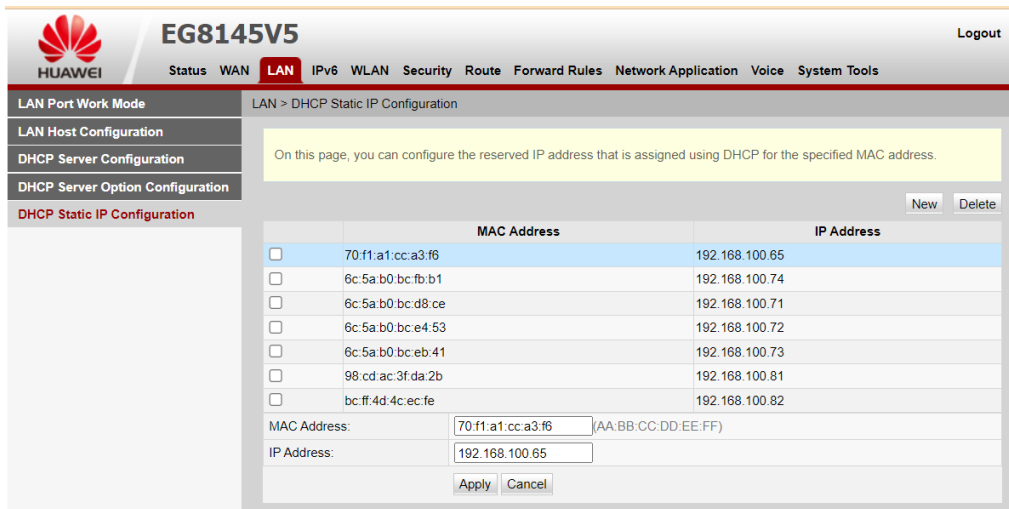 EG8145V5
Logout
HUAWEI
Status WAN LAN IPv6 WLAN Security Route Forward Rules Network Application Voice System Tools
LAN Port Work Mode
LAN Host Configuration
DHCP Server Configuration
DHCP Server Option Configuration
DHCP Static IP Configuration
LAN > DHCP Static IP Configuration
On this page, you can configure the reserved IP address that is assigned using DHCP for the specified MAC address.
New Delete
MAC Address IP Address
70:f1:a1:cc:a3:f6 192.168.100.65
6c:5a:b0:bc:fb:b1 192.168.100.74
6c:5a:b0:bc:d8:ce 192.168.100.71
6c:5a:b0:bc:e4:53 192.168.100.72
6c:5a:b0:bc:eb:41 192.168.100.73
98:cd:ac:3f:da:2b 192.168.100.81
bc:ff:4d:4c:ec:fe 192.168.100.82
MAC Address: 70:f1:a1:cc:a3:f6 (AA:BB:CC:DD:EE:FF)
IP Address: 192.168.100.65
Apply Cancel